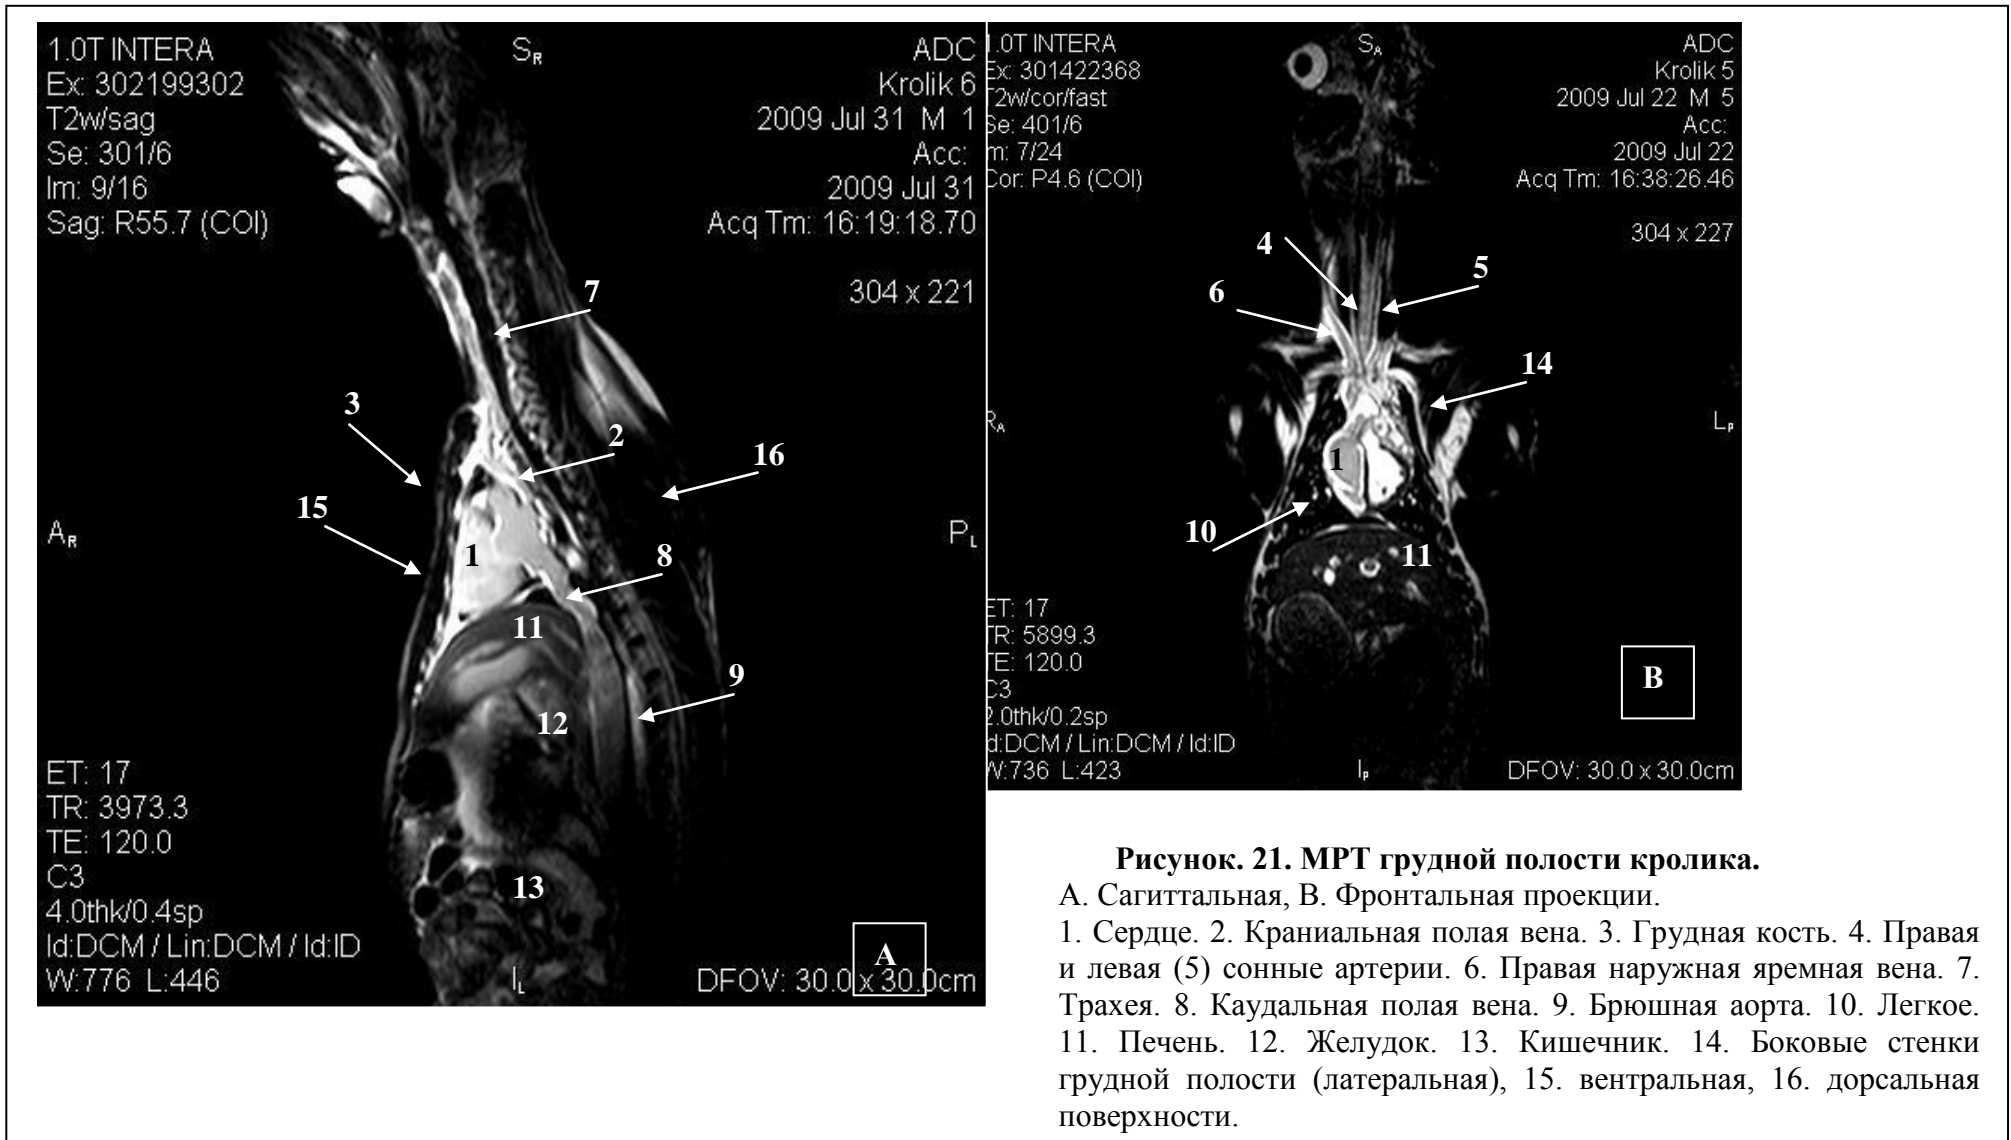 1.0T INTERA
Ex: 302199302
T2w/sag
Se: 301/6
Im: 9/16
Sag: R55.7 (COI)
SR
ADC
Krolik 6
2009 Jul 31 M 1
Acc:
2009 Jul 31
Acq Tm: 16:19:18.70
304 x 221
7
3
2
16
15
AR
PL
1
8
11
9
12
13
ET: 17
TR: 3973.3
TE: 120.0
C3
4.0thk/0.4sp
Id:DCM / Lin:DCM / Id:ID
W:776 L:446
IL
A
DFOV: 30.0 x 30.0cm
1.0T INTERA
Ex: 301422368
T2w/cor/fast
Se: 401/6
m: 7/24
Cor: P4.6 (COI)
SA
ADC
Krolik 5
2009 Jul 22 M 5
Acc:
2009 Jul 22
Acq Tm: 16:38:26.46
304 x 227
4
5
6
14
RA
LP
1
10
11
ET: 17
TR: 5899.3
TE: 120.0
C3
2.0thk/0.2sp
d:DCM / Lin:DCM / Id:ID
W:736 L:423
IP
B
DFOV: 30.0 x 30.0cm
Рисунок. 21. МРТ грудной полости кролика.
А. Сагиттальная, В. Фронтальная проекции.
1. Сердце. 2. Краниальная полая вена. 3. Грудная кость. 4. Правая
и левая (5) сонные артерии. 6. Правая наружная яремная вена. 7.
Трахея. 8. Каудальная полая вена. 9. Брюшная аорта. 10. Легкое.
11. Печень. 12. Желудок. 13. Кишечник. 14. Боковые стенки
грудной полости (латеральная), 15. вентральная, 16. дорсальная
поверхности.